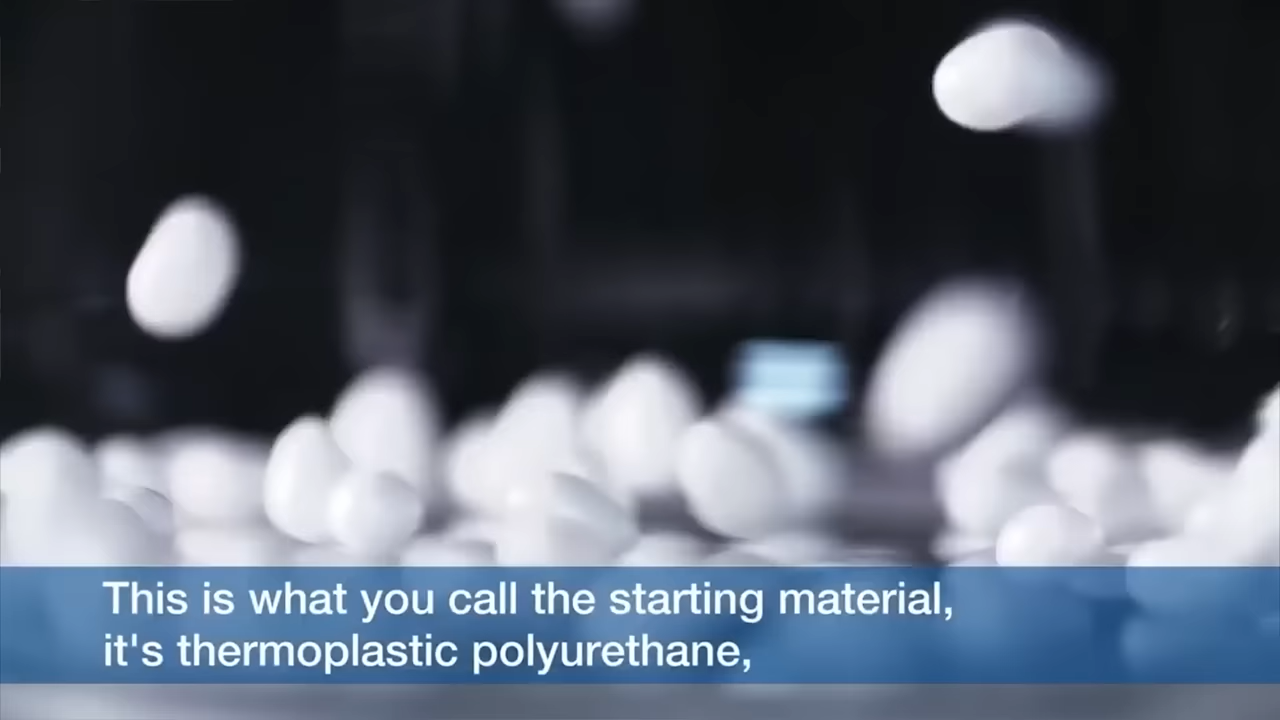 This is what you call the starting material,
it's thermoplastic polyurethane,